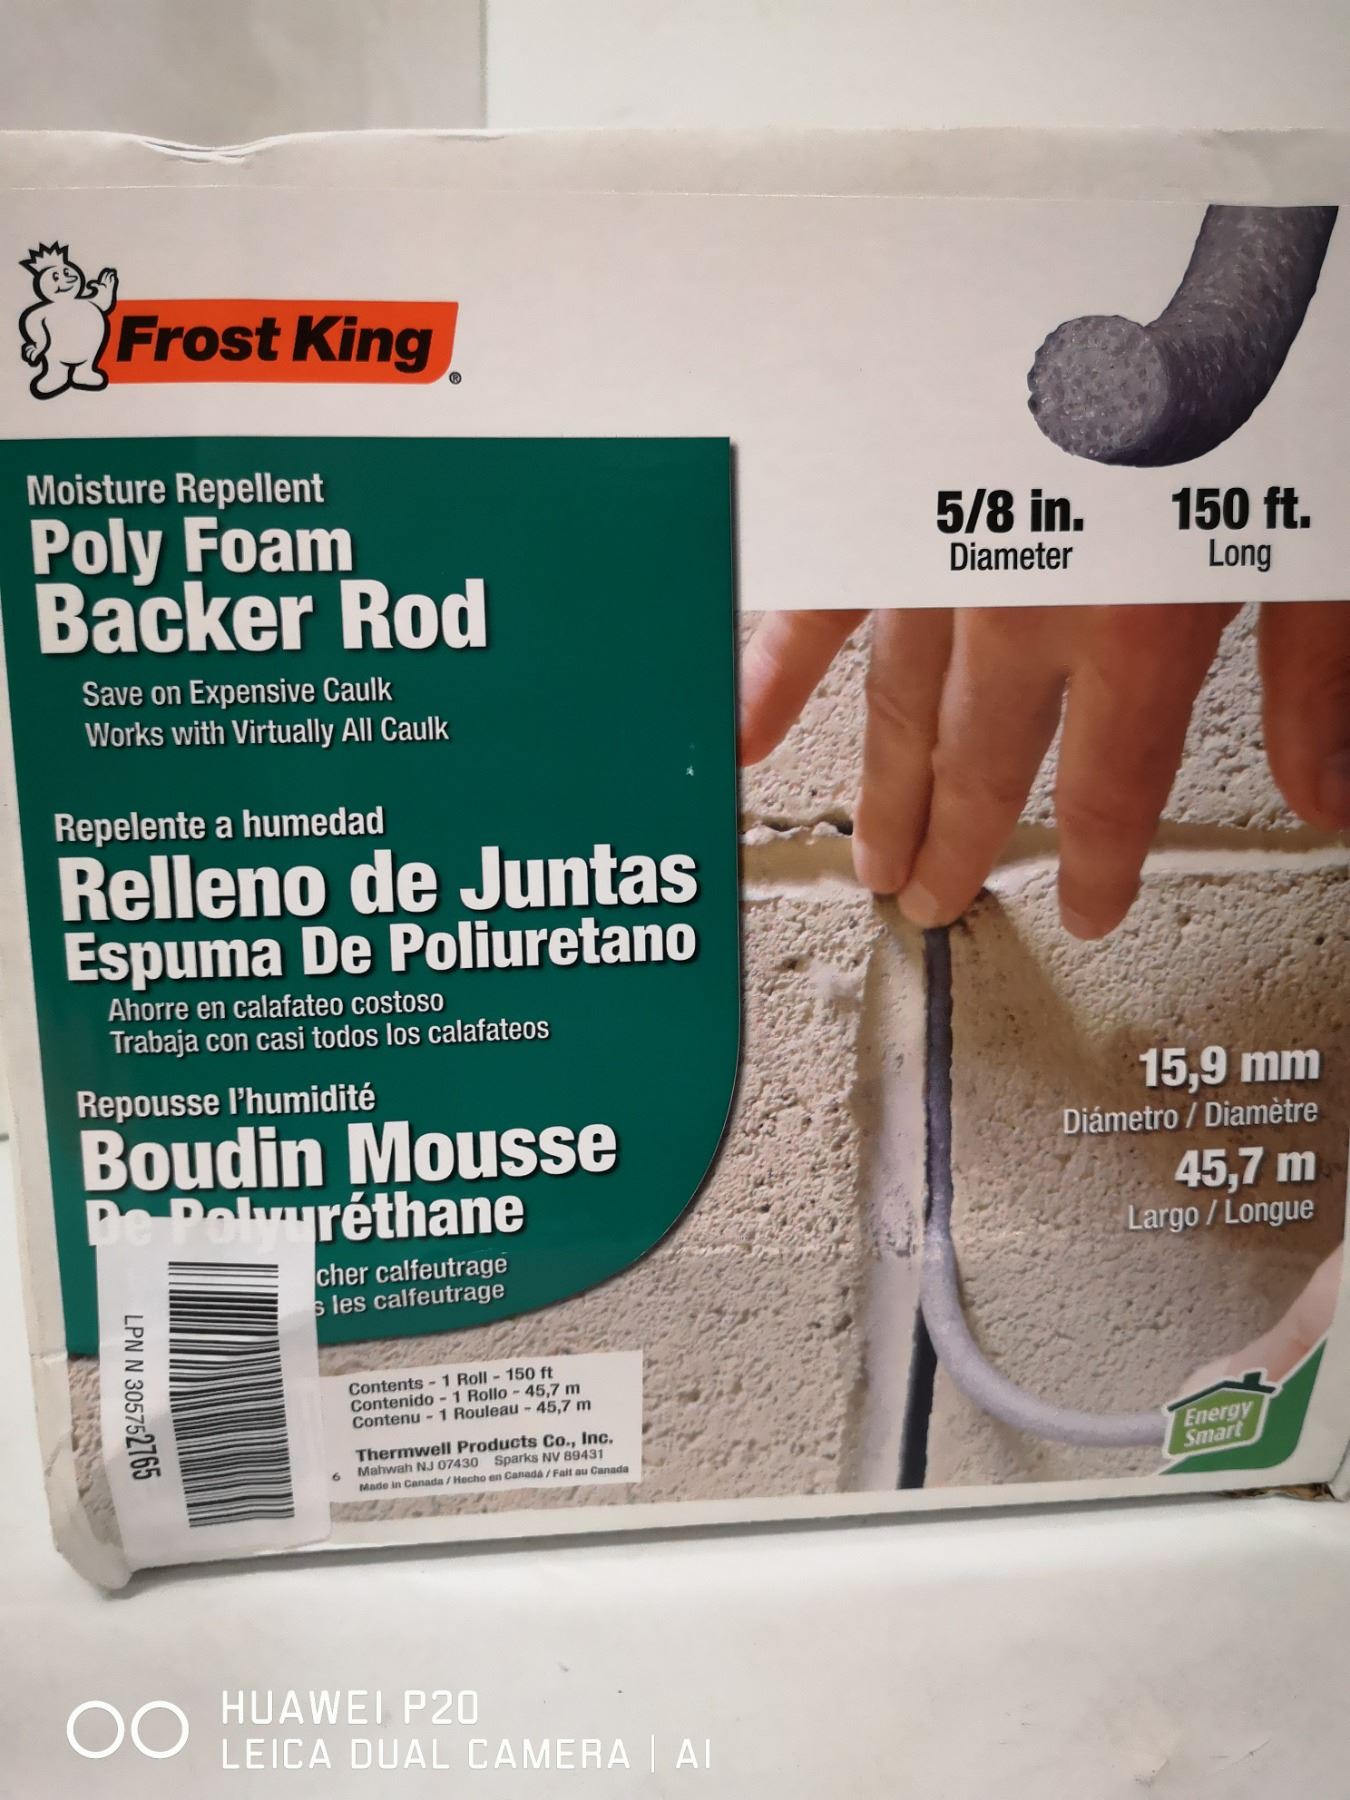 Frost King
®
5/8 in.
Diameter
150 ft.
Long
Moisture Repellent
Poly Foam
Backer Rod
Save on Expensive Caulk
Works with Virtually All Caulk
Repelente a humedad
Relleno de Juntas
Espuma De Poliuretano
Ahorre en calafateo costoso
Trabaja con casi todos los calafateos
Repousse l'humidité
Boudin Mousse
De Polyuréthane
cher calfeutrage
s les calfeutrage
15,9 mm
Diámetro / Diamètre
45,7 m
Largo / Longue
Energy
Smart
LPN N 305752765
Contents - 1 Roll - 150 ft
Contenido - 1 Rollo - 45,7 m
Contenu - 1 Rouleau - 45,7 m
Thermwell Products Co., Inc.
Mahwah NJ 07430 Sparks NV 89431
6
Made in Canada / Hecho en Canadá / Fait au Canada
HUAWEI P20
LEICA DUAL CAMERA | AI